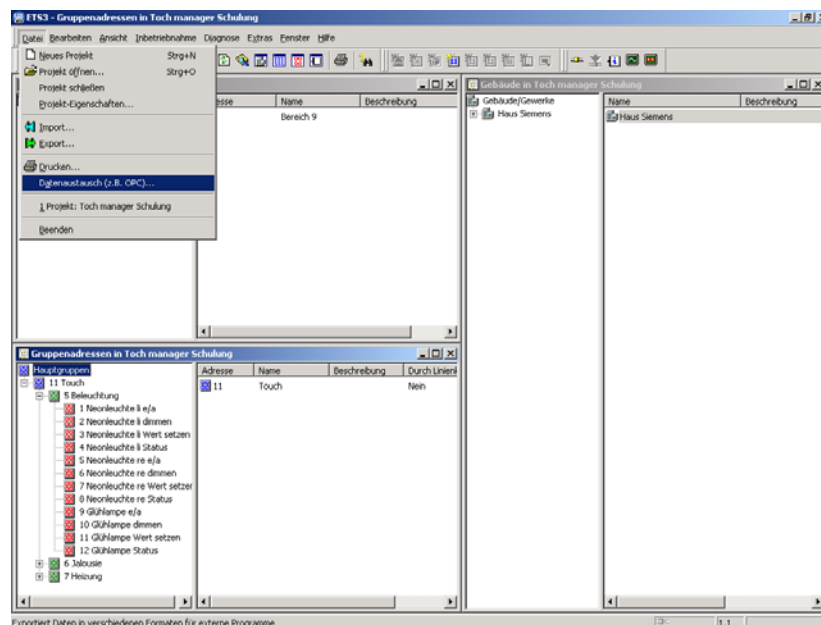 ETS3 - Gruppenadressen in Toch manager Schulung
Datei Bearbeiten Ansicht Inbetriebnahme Diagnose Extras Fenster Hilfe
Neues Projekt Strg+N
Projekt öffnen... Strg+O
Projekt schließen
Projekt-Eigenschaften...
Import...
Export...
Drucken...
Datenaustausch (z.B. OPC)...
1 Projekt: Toch manager Schulung
Beenden
Name Beschreibung
Bereich 9
Gebäude in Toch manager Schulung
Gebäude/Gewerke
Haus Siemens
Name Beschreibung
Haus Siemens
Gruppenadressen in Toch manager Schulung
Hauptgruppen
11 Touch
5 Beleuchtung
1 Neonleuchte li e/a
2 Neonleuchte li dimmen
3 Neonleuchte li Wert setzen
4 Neonleuchte li Status
5 Neonleuchte re e/a
6 Neonleuchte re dimmen
7 Neonleuchte re Wert setzen
8 Neonleuchte re Status
9 Glühlampe e/a
10 Glühlampe dimmen
11 Glühlampe Wert setzen
12 Glühlampe Status
6 Jalousie
7 Heizung
Adresse Name Beschreibung Durch Linienk
11 Touch Nein
Exportiert Daten in verschiedenen Formaten für externe Programme
1.1